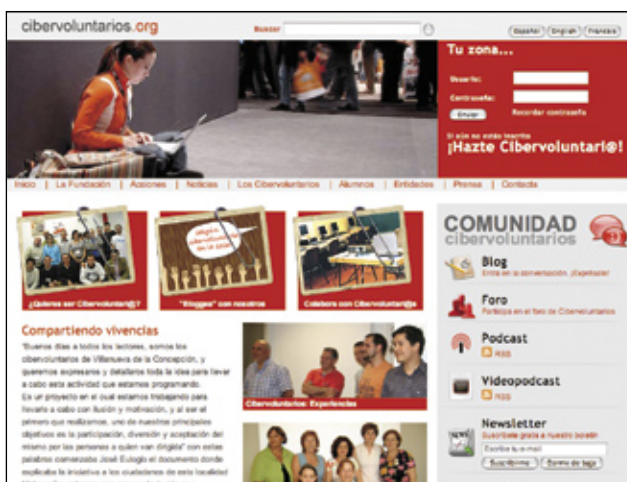 cibervoluntarios.org
Buscar
Español English Francais
Tu zona...
Usuario:
Contraseña:
Enviar Recordar contraseña
Si aún no estás inscrito
¡Hazte Cibervoluntari@!
Inicio | La Fundación | Acciones | Noticias | Los Cibervoluntarios | Alumnos | Entidades | Prensa | Contacta
¿Quieres ser Cibervoluntari@?
"Bloggea" con nosotros
Colabora con Cibervoluntari@s
COMUNIDAD
cibervoluntarios
Blog
Entra en la conversación. ¡Exprésate!
Foro
Participa en el foro de Cibervoluntarios
Podcast
RSS
Videopodcast
RSS
Newsletter
Suscríbete gratis a nuestro boletín
Escribe tu e-mail
Suscribirme Darme de baja
Compartiendo vivencias
"Buenos días a todos los lectores, somos los
cibervoluntarios de Villanueva de la Concepción, y
queremos expresaros y detallaros toda la idea para llevar
a cabo esta actividad que estamos programando.
Es un proyecto en el cual estamos trabajando para
llevarlo a cabo con ilusión y motivación, y al ser el
primero que realizamos, uno de nuestros principales
objetivos es la participación, diversión y aceptación del
mismo por las personas a quien van dirigida" con estas
palabras comenzaba José Eulogio el documento donde
explicaba la iniciativa a los ciudadanos de esta localidad
Cibervoluntarios: Experiencias